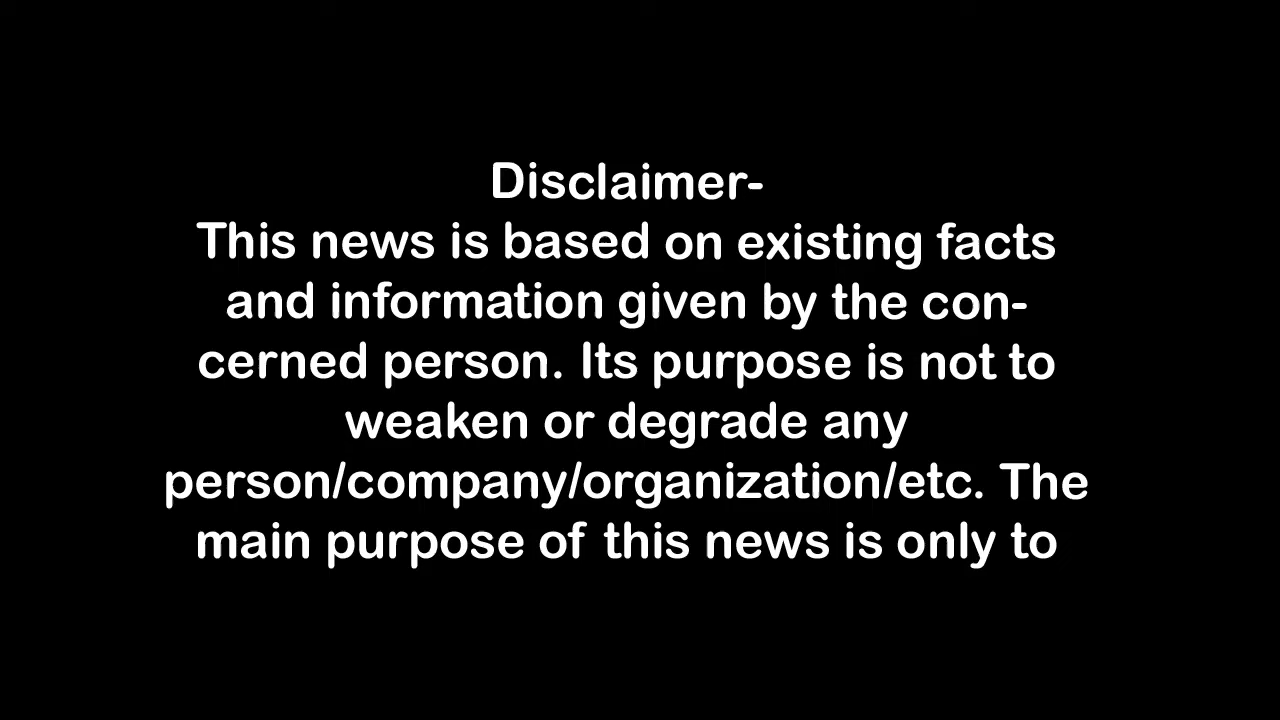 Disclaimer-
This news is based on existing facts
and information given by the con-
cerned person. Its purpose is not to
weaken or degrade any
person/company/organization/etc. The
main purpose of this news is only to